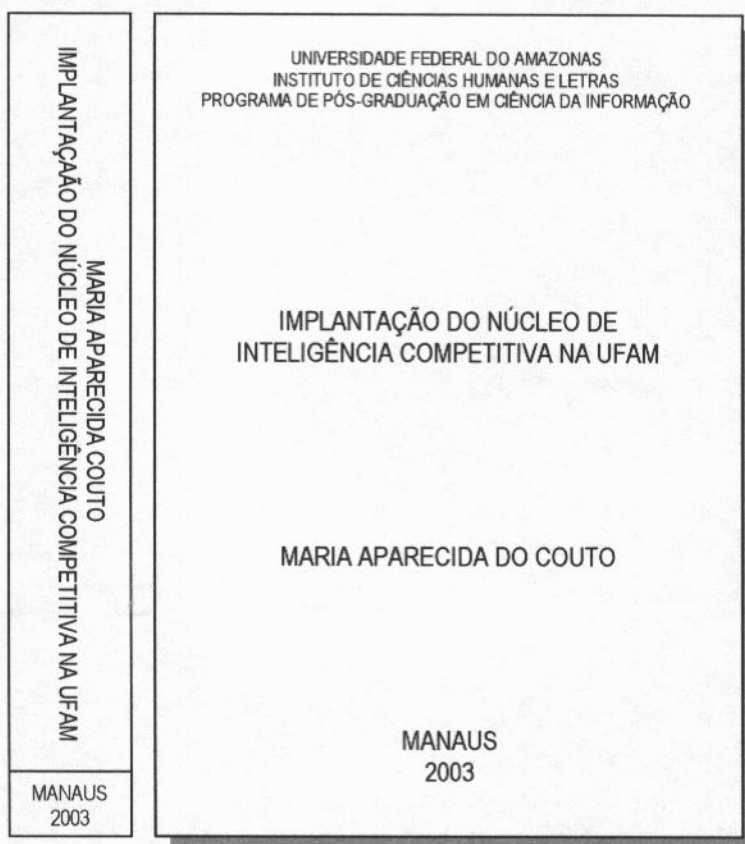 MARIA APARECIDA COUTO
IMPLANTAÇAÃO DO NÚCLEO DE INTELIGÊNCIA COMPETITIVA NA UFAM
MANAUS
2003
UNIVERSIDADE FEDERAL DO AMAZONAS
INSTITUTO DE CIÊNCIAS HUMANAS E LETRAS
PROGRAMA DE PÓS-GRADUAÇÃO EM CIÊNCIA DA INFORMAÇÃO
IMPLANTAÇÃO DO NÚCLEO DE
INTELIGÊNCIA COMPETITIVA NA UFAM
MARIA APARECIDA DO COUTO
MANAUS
2003